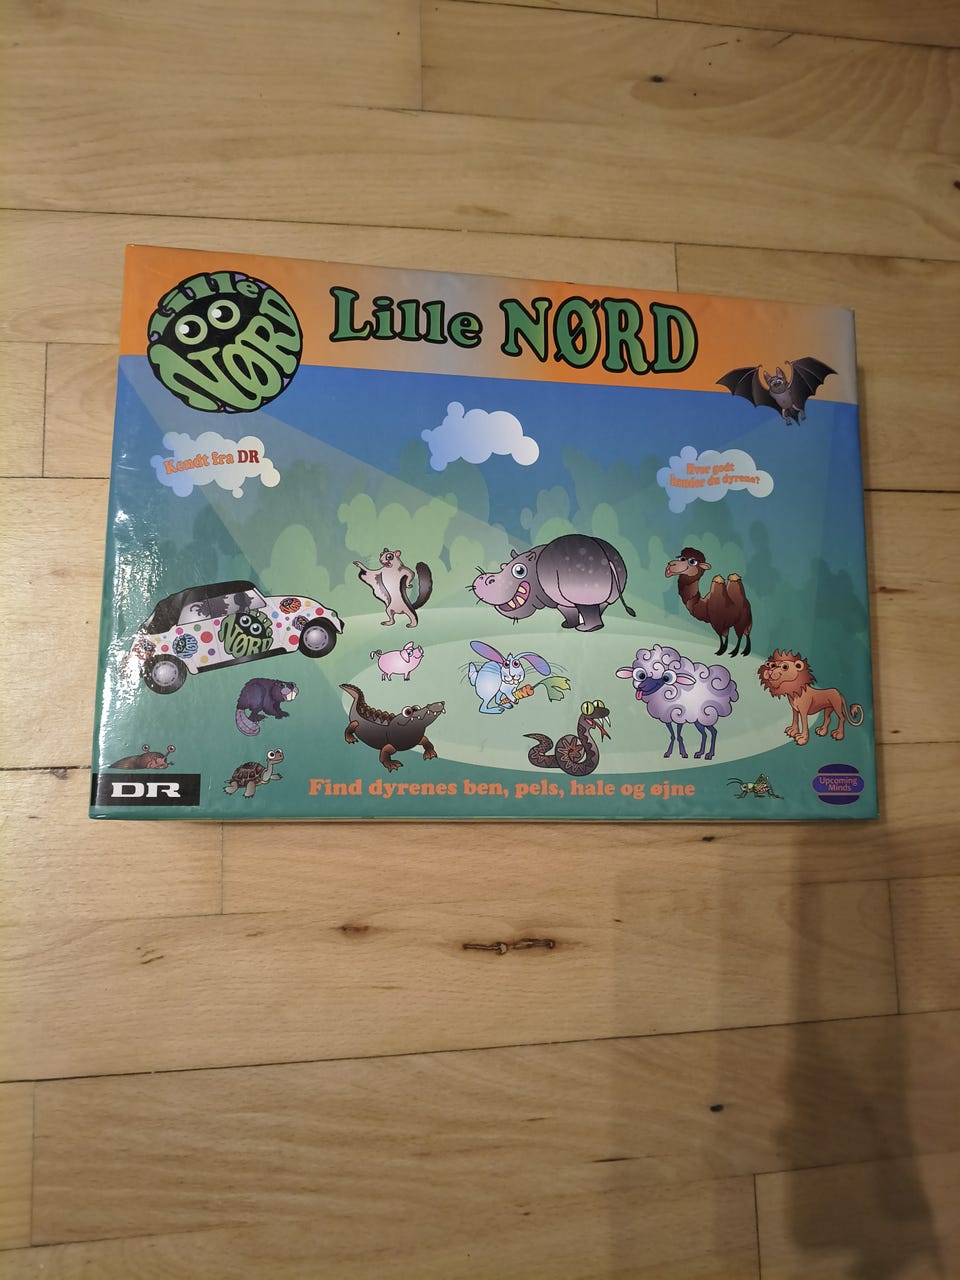 Lille
NØRD
Lille NØRD
Kendt fra DR
Hvor godt
kender du dyrene?
Lille
NØRD
DR
Find dyrenes ben, pels, hale og øjne
Upcoming
Minds